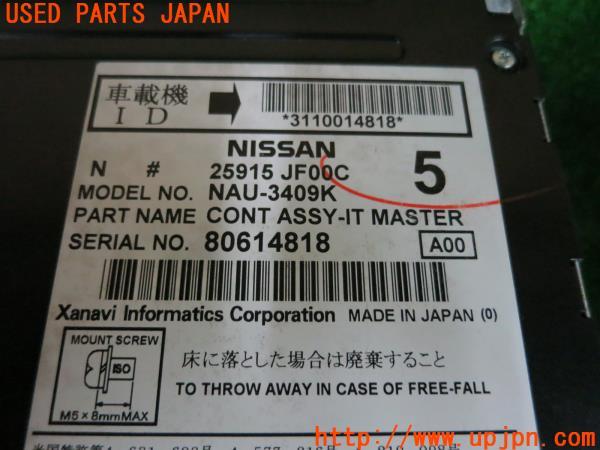 USED PARTS JAPAN
車載機
ID
*3110014818*
NISSAN
N # 25915 JF00C
5
MODEL NO. NAU-3409K
PART NAME CONT ASSY-IT MASTER
SERIAL NO. 80614818
A00
Xanavi Informatics Corporation MADE IN JAPAN (0)
MOUNT SCREW
ISO
M5×8mmMAX
床に落とした場合は廃棄すること
TO THROW AWAY IN CASE OF FREE-FALL
http://www.upjpn.com/